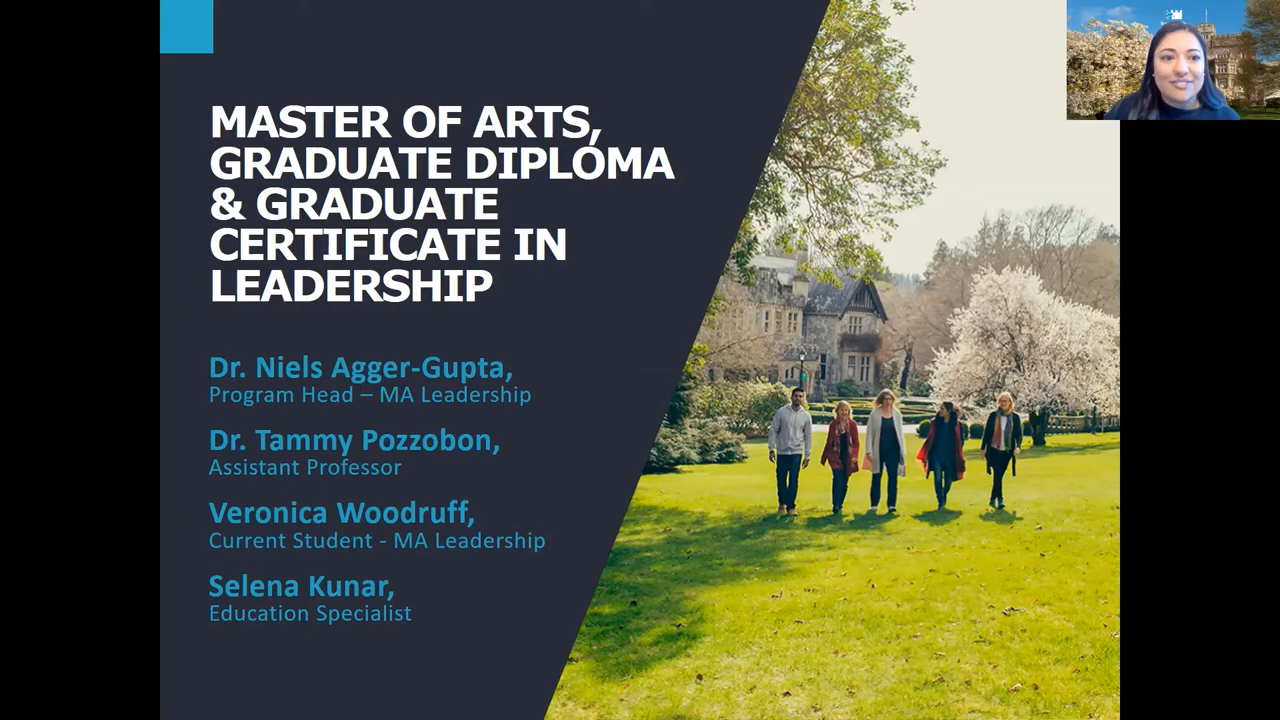 MASTER OF ARTS,
GRADUATE DIPLOMA
& GRADUATE
CERTIFICATE IN
LEADERSHIP
Dr. Niels Agger-Gupta,
Program Head – MA Leadership
Dr. Tammy Pozzobon,
Assistant Professor
Veronica Woodruff,
Current Student - MA Leadership
Selena Kunar,
Education Specialist